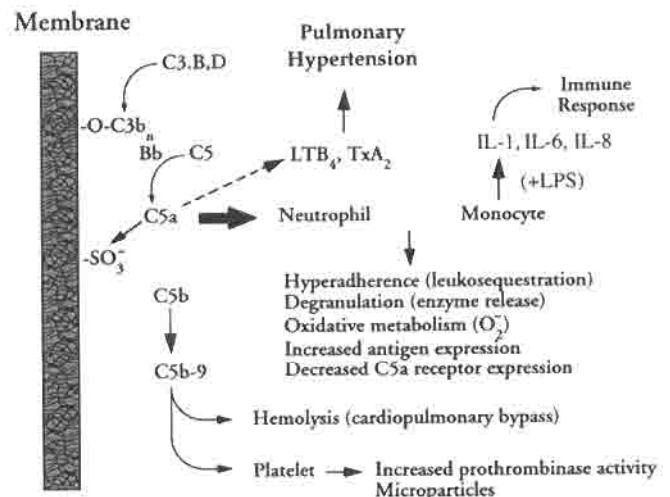 Membrane
Pulmonary
Hypertension
C3,B,D
Immune
Response
-O-C3bn
Bb
C5
LTB4, TxA2
IL-1, IL-6, IL-8
(+LPS)
C5a
Neutrophil
Monocyte
-SO3-
Hyperadherence (leukosequestration)
Degranulation (enzyme release)
Oxidative metabolism (O2-)
Increased antigen expression
Decreased C5a receptor expression
C5b
C5b-9
Hemolysis (cardiopulmonary bypass)
Platelet
Increased prothrombinase activity
Microparticles